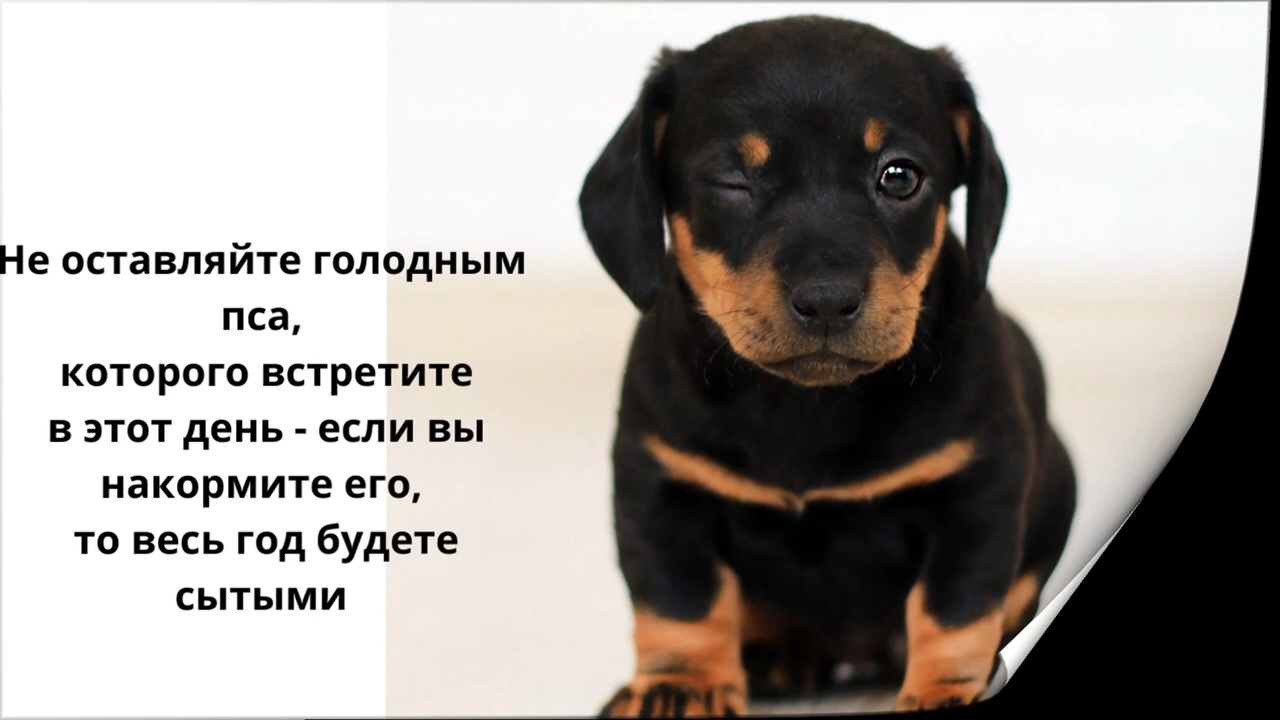 Не оставляйте голодным
пса,
которого встретите
в этот день - если вы
накормите его,
то весь год будете
сытыми